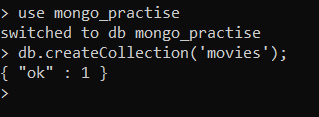 > use mongo_practise
switched to db mongo_practise
> db.createCollection('movies');
{ "ok" : 1 }
>